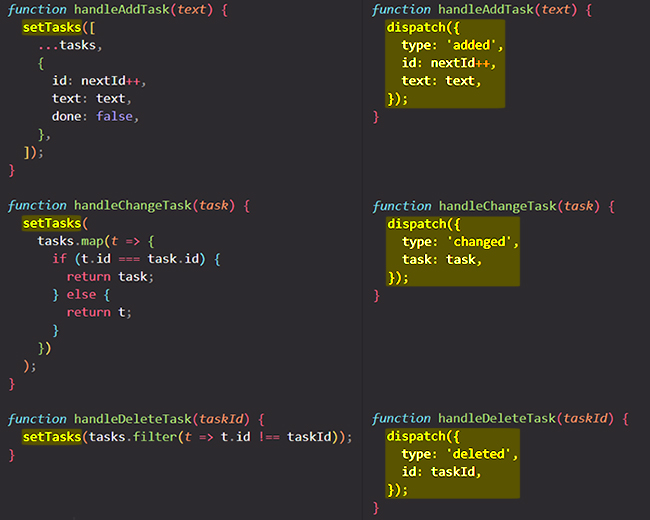 function handleAddTask(text) {
  setTasks([
    ...tasks,
    {
      id: nextId++,
      text: text,
      done: false,
    },
  ]);
}

function handleChangeTask(task) {
  setTasks(
    tasks.map(t => {
      if (t.id === task.id) {
        return task;
      } else {
        return t;
      }
    })
  );
}

function handleDeleteTask(taskId) {
  setTasks(tasks.filter(t => t.id !== taskId));
}

function handleAddTask(text) {
  dispatch({
    type: 'added',
    id: nextId++,
    text: text,
  });
}

function handleChangeTask(task) {
  dispatch({
    type: 'changed',
    task: task,
  });
}

function handleDeleteTask(taskId) {
  dispatch({
    type: 'deleted',
    id: taskId,
  });
}